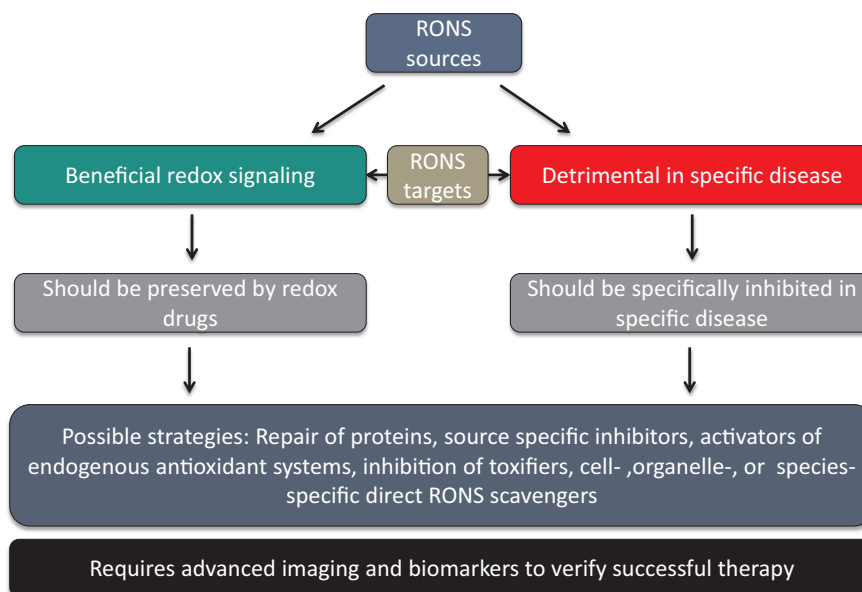 RONS
sources
Beneficial redox signaling
RONS
targets
Detrimental in specific disease
Should be preserved by redox
drugs
Should be specifically inhibited in
specific disease
Possible strategies: Repair of proteins, source specific inhibitors, activators of
endogenous antioxidant systems, inhibition of toxifiers, cell- ,organelle-, or species-
specific direct RONS scavengers
Requires advanced imaging and biomarkers to verify successful therapy